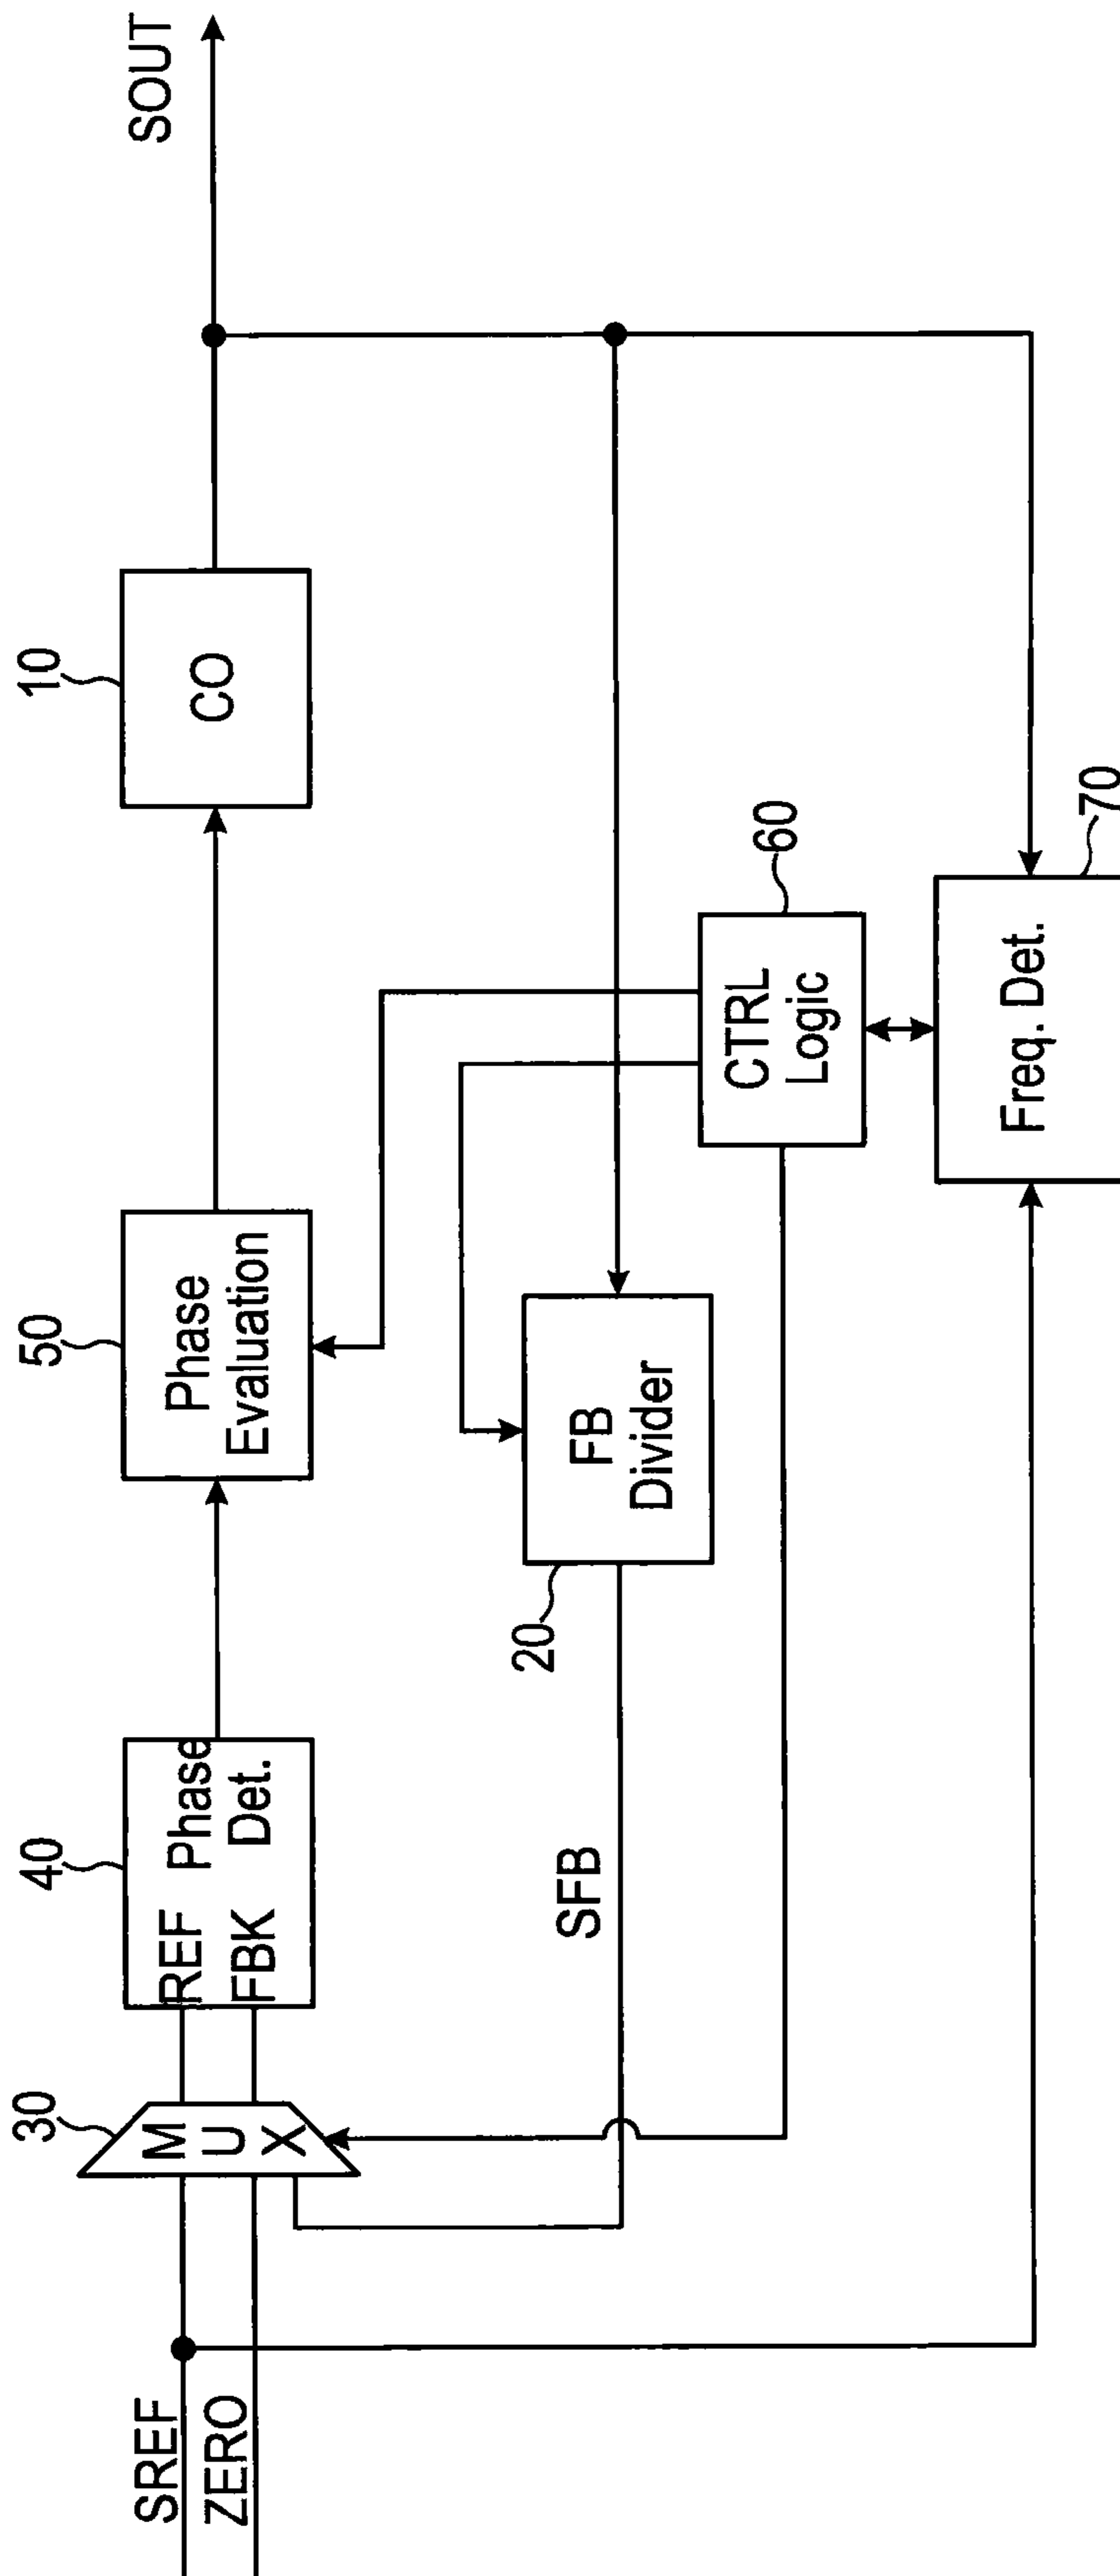 SREF
ZERO
30
MUX
40
REF
FBK
Phase
Det.
50
Phase
Evaluation
10
CO
SOUT
SFB
20
FB
Divider
60
CTRL
Logic
70
Freq. Det.